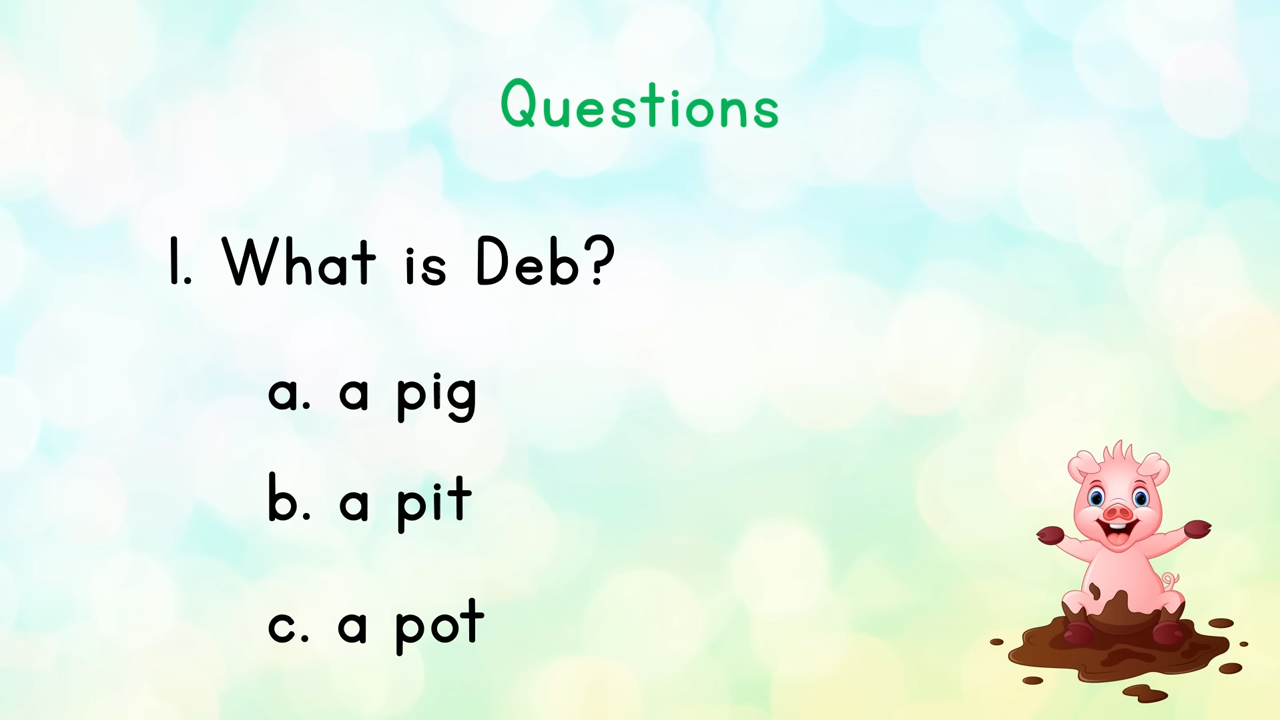 Questions
1. What is Deb?
a. a pig
b. a pit
c. a pot